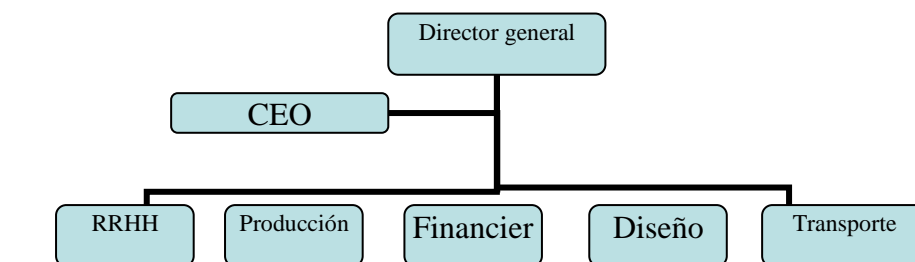 Director general
CEO
RRHH
Producción
Financier
Diseño
Transporte